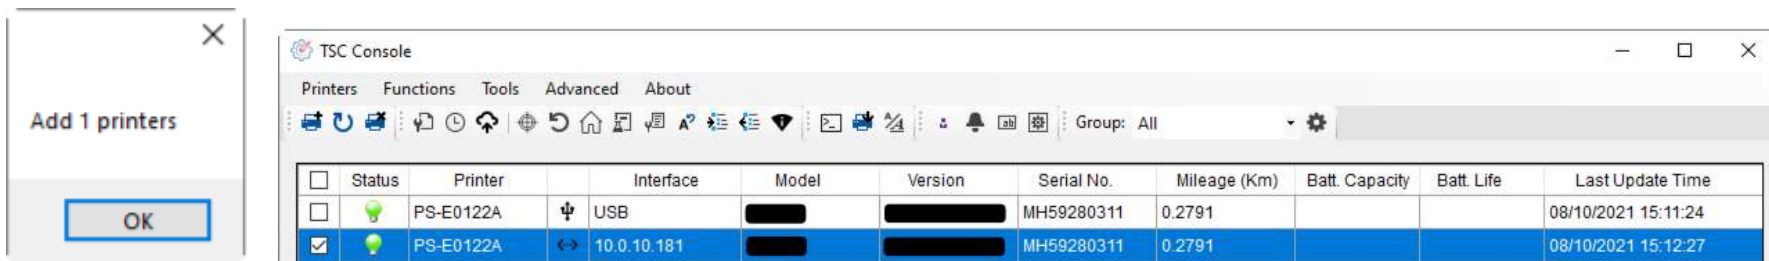 Add 1 printers
OK
TSC Console
Printers Functions Tools Advanced About
Group: All
Status Printer Interface Model Version Serial No. Mileage (Km) Batt. Capacity Batt. Life Last Update Time
PS-E0122A USB MH59280311 0.2791 08/10/2021 15:11:24
PS-E0122A 10.0.10.181 MH59280311 0.2791 08/10/2021 15:12:27